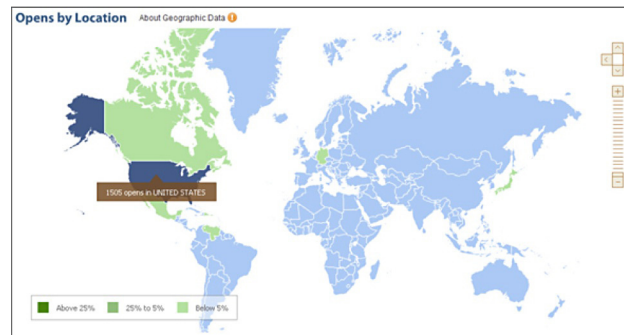 Opens by Location
About Geographic Data
1505 opens in UNITED STATES
Above 25%
25% to 5%
Below 5%